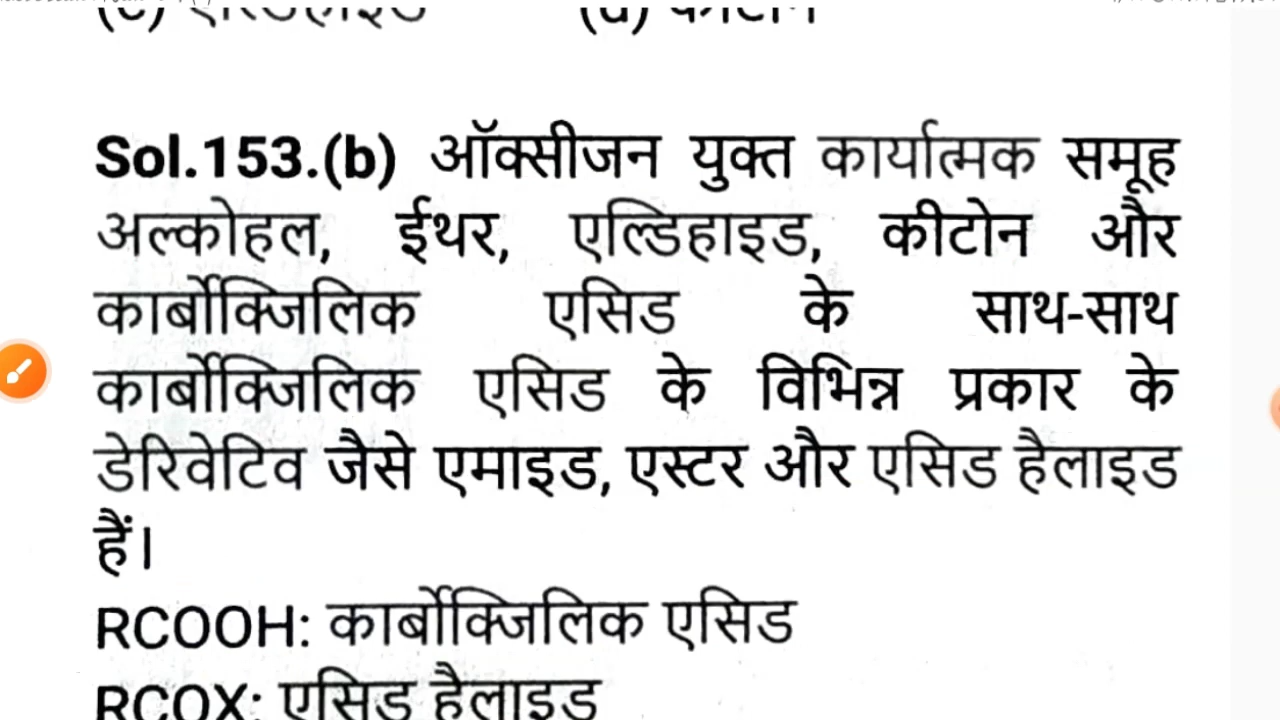 Sol.153.(b) ऑक्सीजन युक्त कार्यात्मक समूह
अल्कोहल, ईथर, एल्डिहाइड, कीटोन और
कार्बोक्जिलिक एसिड के साथ-साथ
कार्बोक्जिलिक एसिड के विभिन्न प्रकार के
डेरिवेटिव जैसे एमाइड, एस्टर और एसिड हैलाइड
हैं।
RCOOH: कार्बोक्जिलिक एसिड
RCOX: एसिड हैलाइड